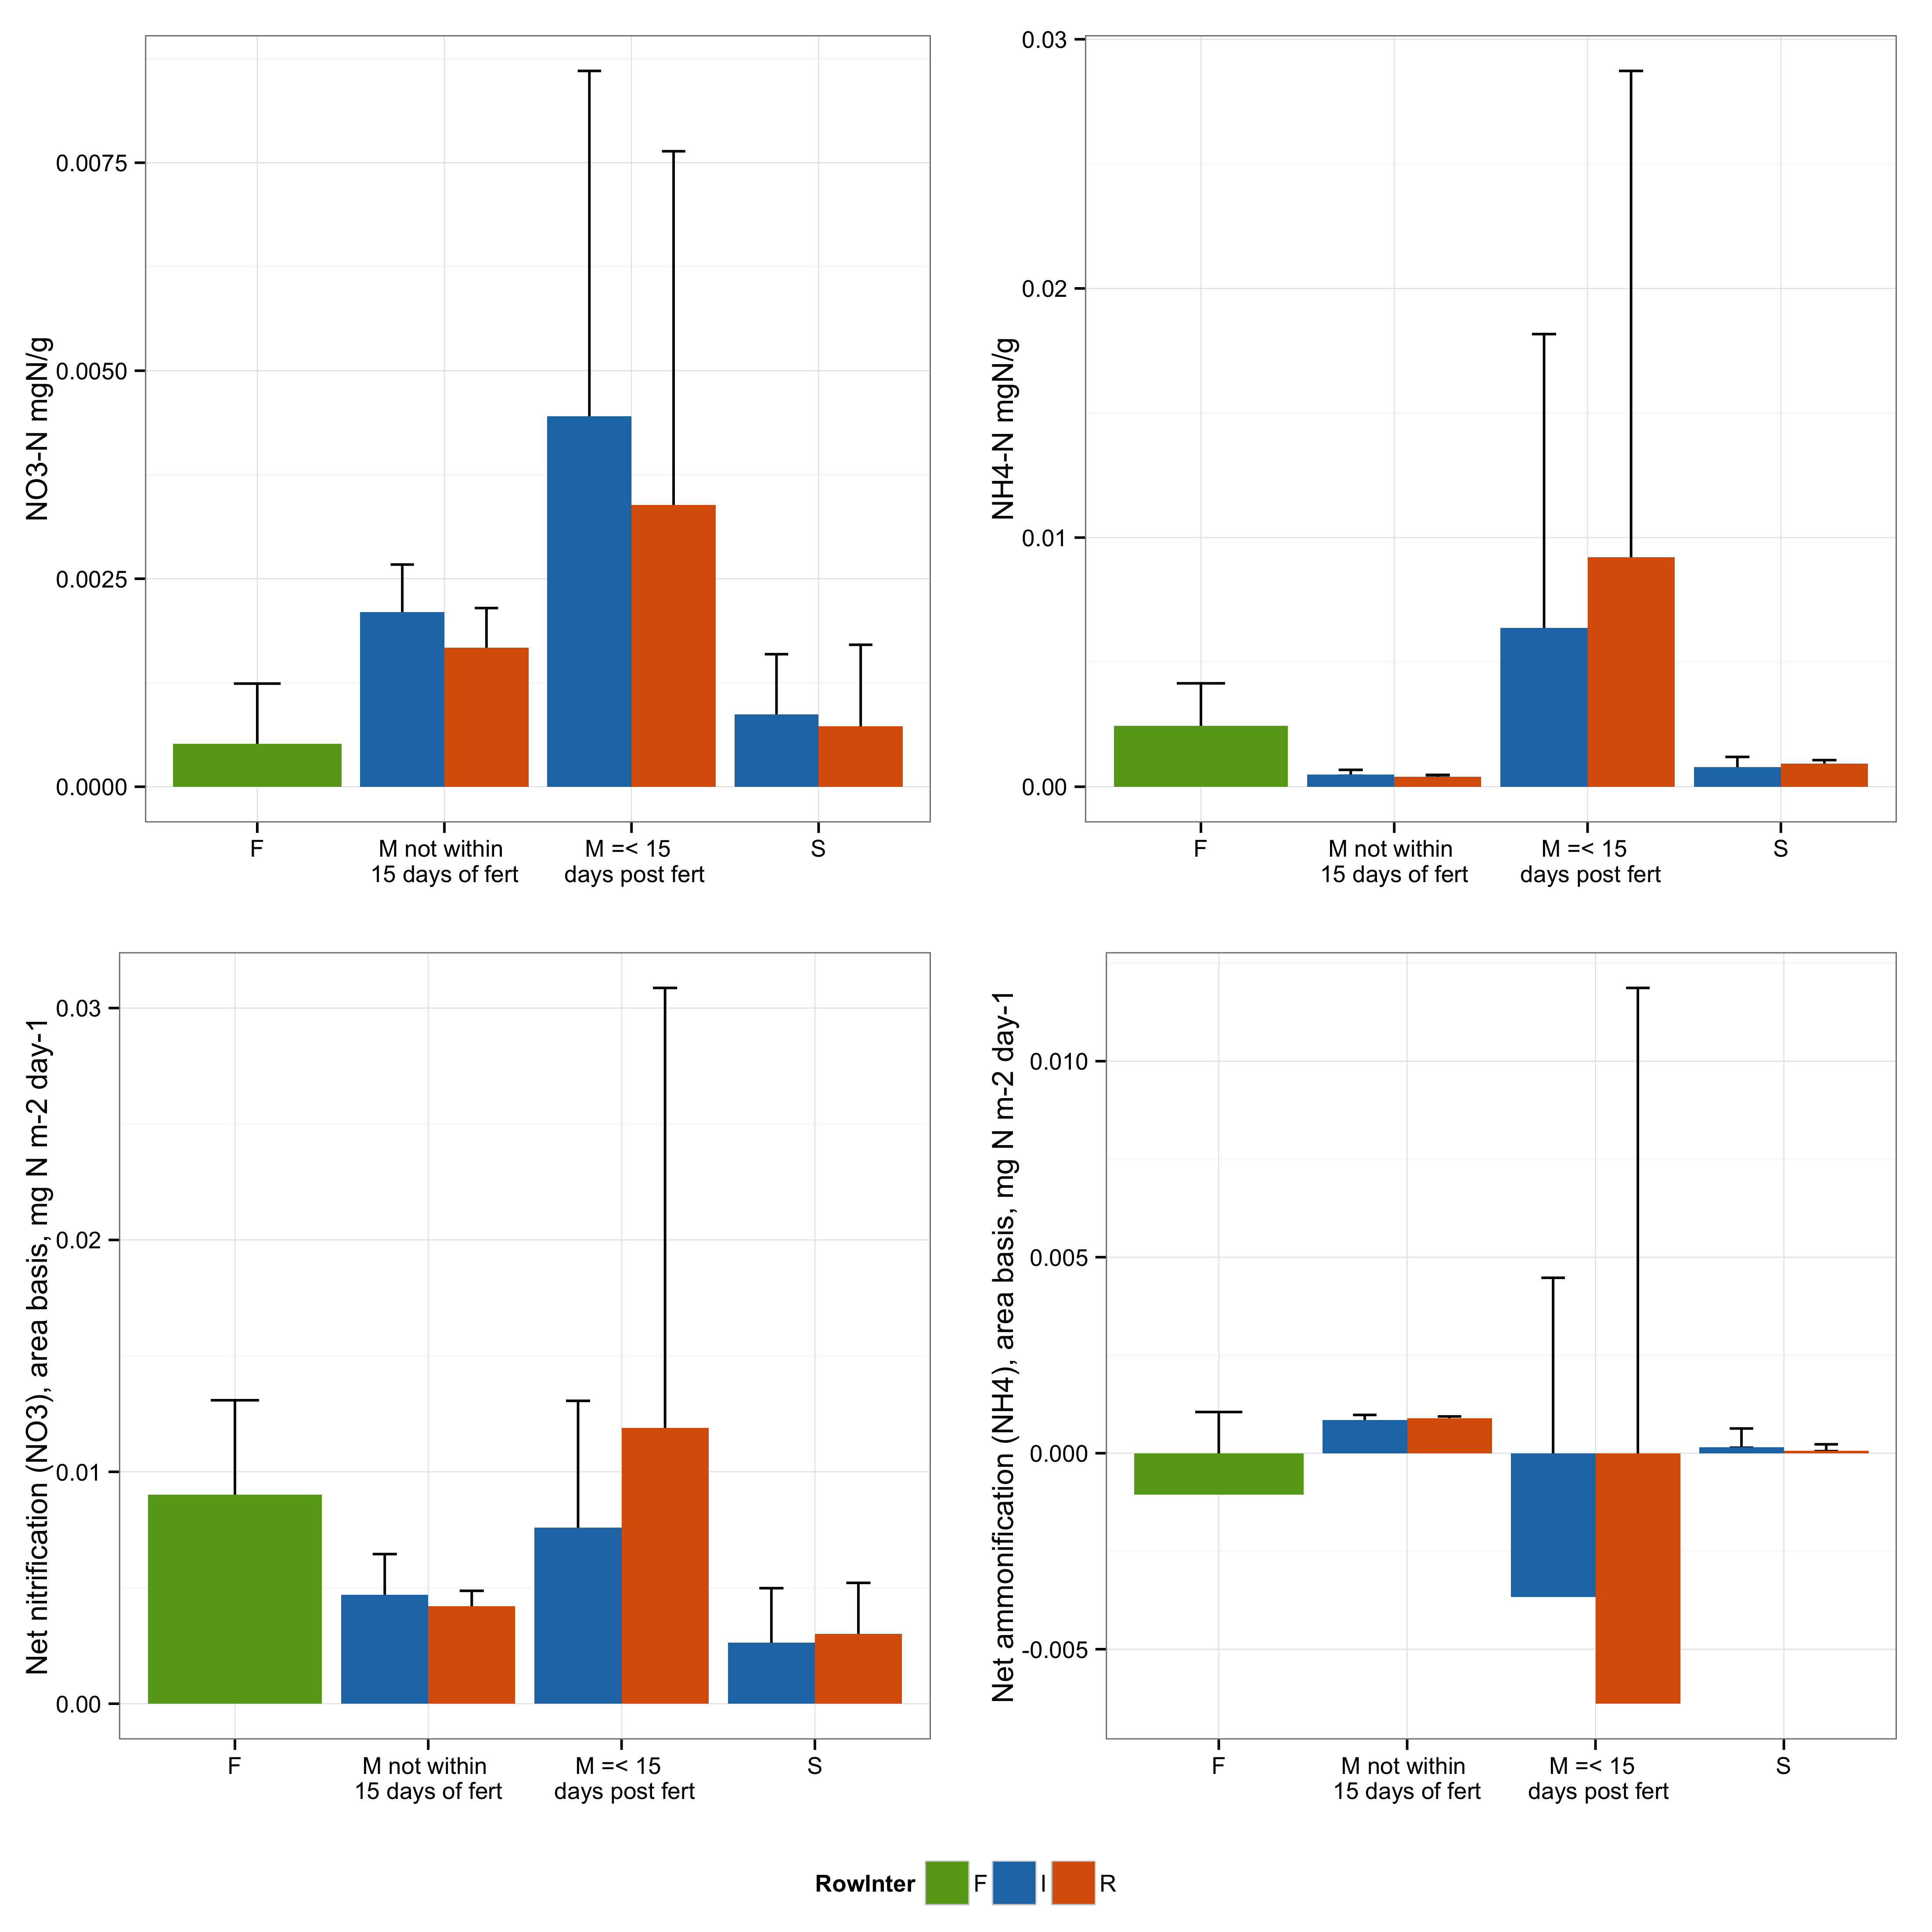 NO3-N mgN/g
0.0075
0.0050
0.0025
0.0000
F
M not within
15 days of fert
M =< 15
days post fert
S
NH4-N mgN/g
0.03
0.02
0.01
0.00
F
M not within
15 days of fert
M =< 15
days post fert
S
Net nitrification (NO3), area basis, mg N m-2 day-1
0.03
0.02
0.01
0.00
F
M not within
15 days of fert
M =< 15
days post fert
S
Net ammonification (NH4), area basis, mg N m-2 day-1
0.010
0.005
0.000
-0.005
F
M not within
15 days of fert
M =< 15
days post fert
S
RowInter F I R